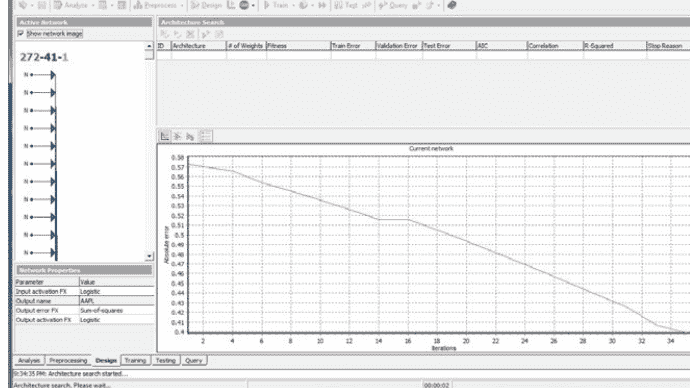 Analyze Preprocess Design Train Test Query
Active Network
Architecture Search
Show network image
ID Architecture # of Weights Fitness Train Error Validation Error Test Error AIC Correlation R-Squared Stop Reason
272-41-1
N
N
N
N
N
N
N
N
N
N
N
Current network
0.58
0.57
0.56
0.55
0.54
0.53
0.52
0.51
0.5
0.49
0.48
0.47
0.46
0.45
0.44
0.43
0.42
0.41
0.4
Absolute error
2 4 6 8 10 12 14 16 18 20 22 24 26 28 30 32 34
Iterations
Network Properties
Parameter Value
Input activation FX Logistic
Output name AAPL
Output error FX Sum-of-squares
Output activation FX Logistic
Analysis Preprocessing Design Training Testing Query
9:34:35 PM: Architecture search started...
Architecture search. Please wait... 00:00:02